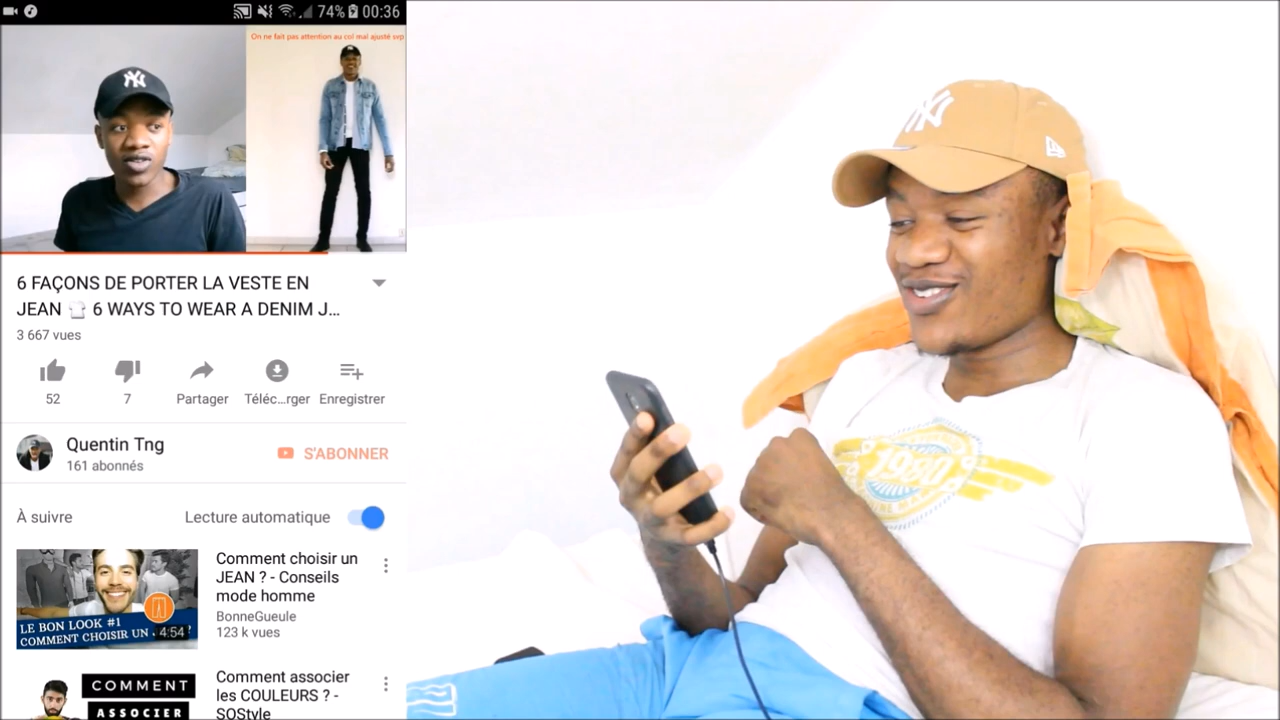 74% 00:36
On ne fait pas attention au col mal ajusté svp
NY
6 FAÇONS DE PORTER LA VESTE EN
JEAN 👕 6 WAYS TO WEAR A DENIM J...
3 667 vues
52
7
Partager
Téléc...rger
Enregistrer
Quentin Tng
161 abonnés
S'ABONNER
À suivre
Lecture automatique
LE BON LOOK #1
COMMENT CHOISIR UN
4:54
Comment choisir un
JEAN ? - Conseils
mode homme
BonneGueule
123 k vues
COMMENT
ASSOCIER
Comment associer
les COULEURS ? -
SOStyle
NY
1980